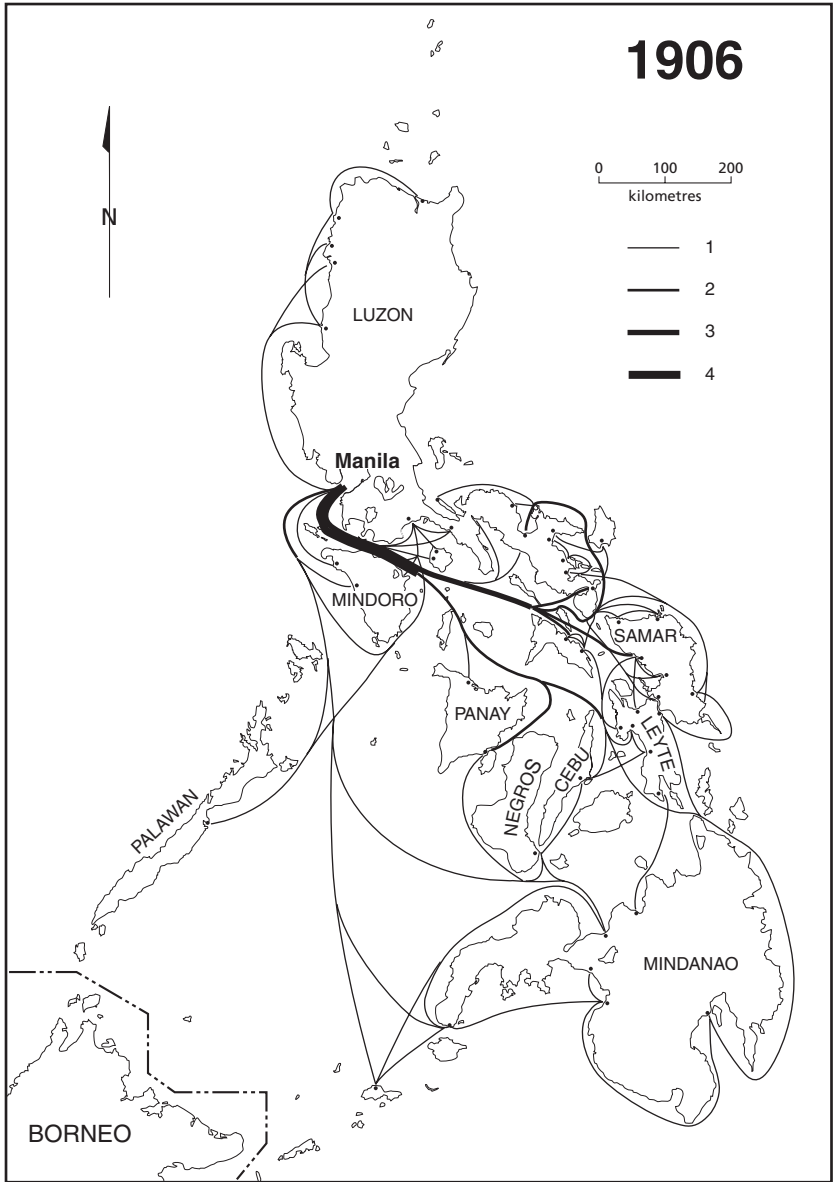 1906
0 100 200
kilometres
N
1
2
3
4
LUZON
Manila
MINDORO
SAMAR
PANAY
LEYTE
CEBU
NEGROS
PALAWAN
MINDANAO
BORNEO